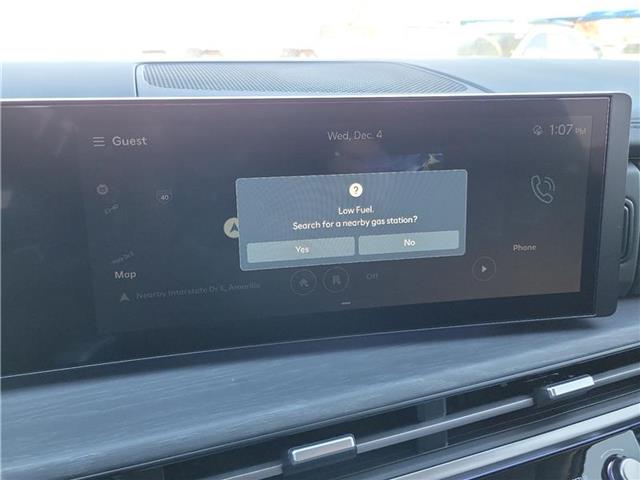 Guest
Wed, Dec. 4
1:07 PM
40
Low Fuel.
Search for a nearby gas station?
Yes
No
Map
Phone
Off
Nearby Interstate Dr E, Amarillo